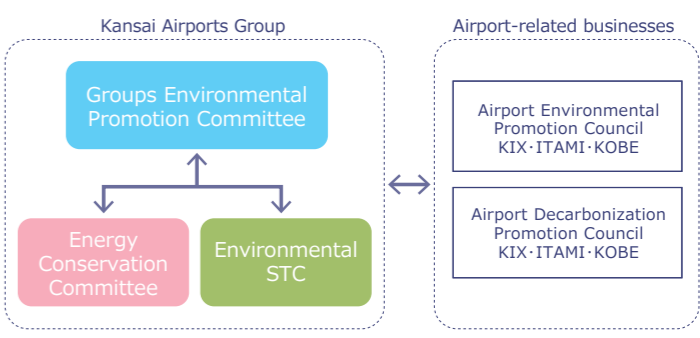 Kansai Airports Group
Groups Environmental
Promotion Committee
Energy
Conservation
Committee
Environmental
STC
Airport-related businesses
Airport Environmental
Promotion Council
KIX·ITAMI·KOBE
Airport Decarbonization
Promotion Council
KIX·ITAMI·KOBE